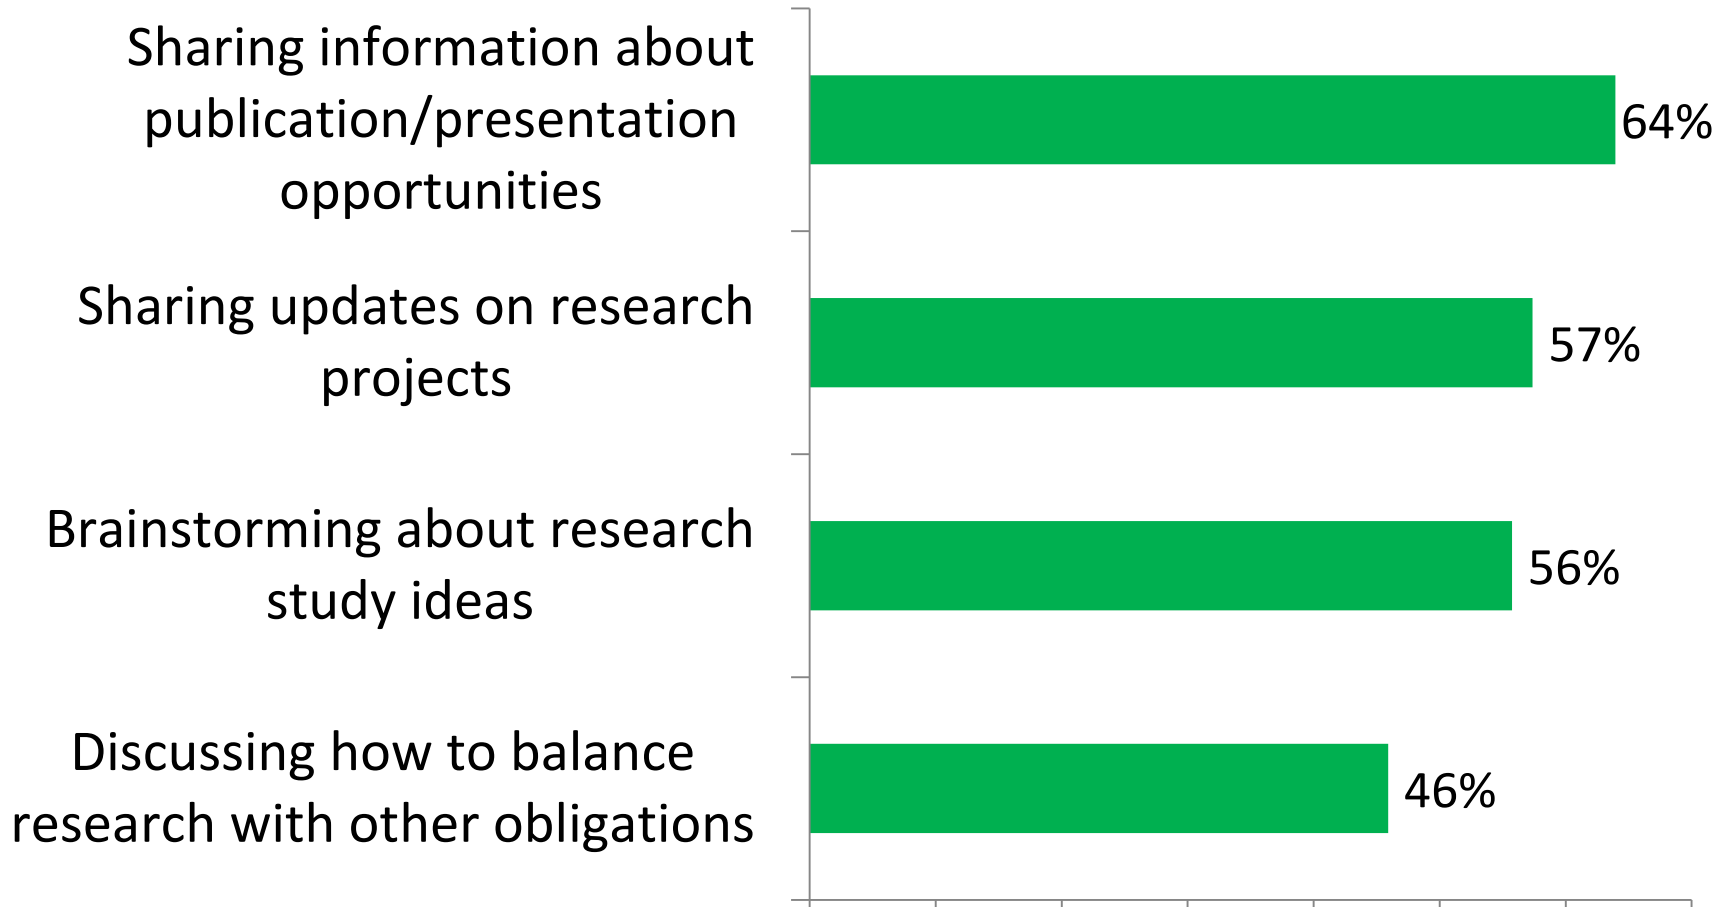 Sharing information about
publication/presentation
opportunities
64%
Sharing updates on research
projects
57%
Brainstorming about research
study ideas
56%
Discussing how to balance
research with other obligations
46%